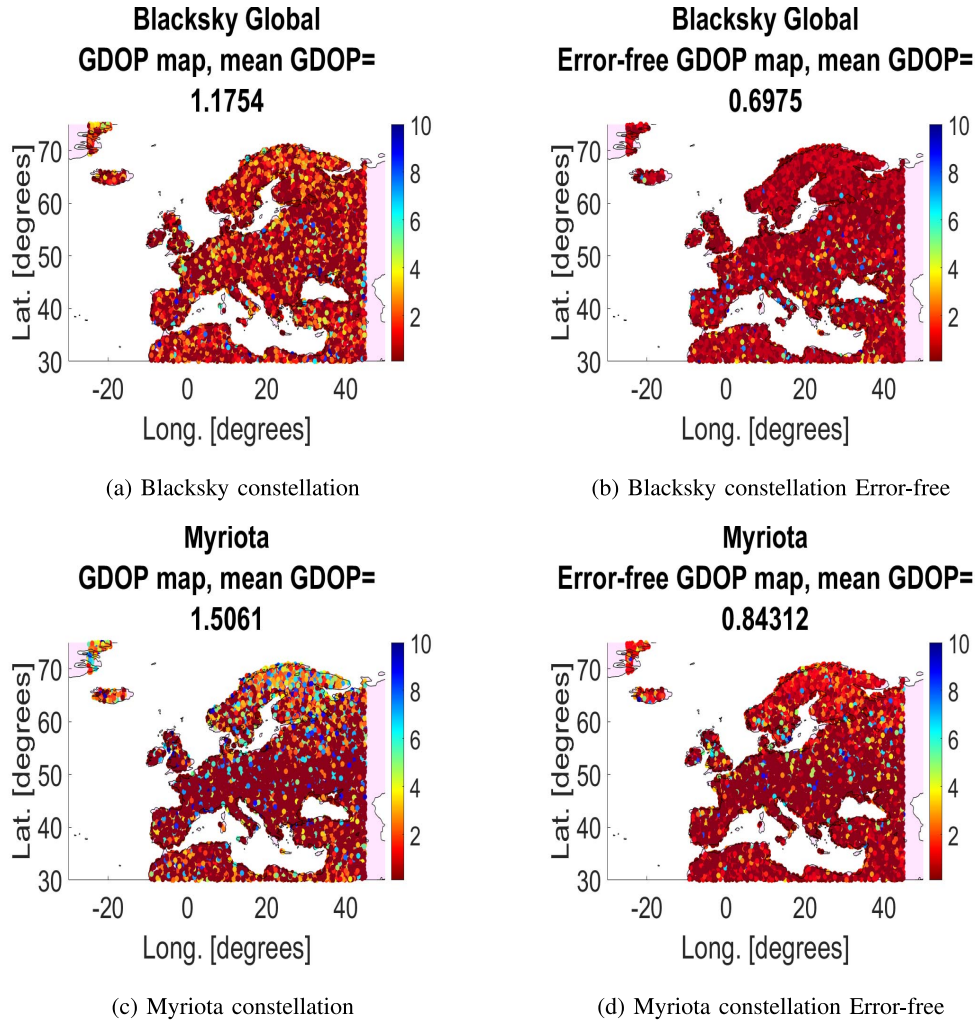 Blacksky Global
GDOP map, mean GDOP=
1.1754
Lat. [degrees]
70
60
50
40
30
-20 0 20 40
Long. [degrees]
10
8
6
4
2
(a) Blacksky constellation
Blacksky Global
Error-free GDOP map, mean GDOP=
0.6975
Lat. [degrees]
70
60
50
40
30
-20 0 20 40
Long. [degrees]
10
8
6
4
2
(b) Blacksky constellation Error-free
Myriota
GDOP map, mean GDOP=
1.5061
Lat. [degrees]
70
60
50
40
30
-20 0 20 40
Long. [degrees]
10
8
6
4
2
(c) Myriota constellation
Myriota
Error-free GDOP map, mean GDOP=
0.84312
Lat. [degrees]
70
60
50
40
30
-20 0 20 40
Long. [degrees]
10
8
6
4
2
(d) Myriota constellation Error-free